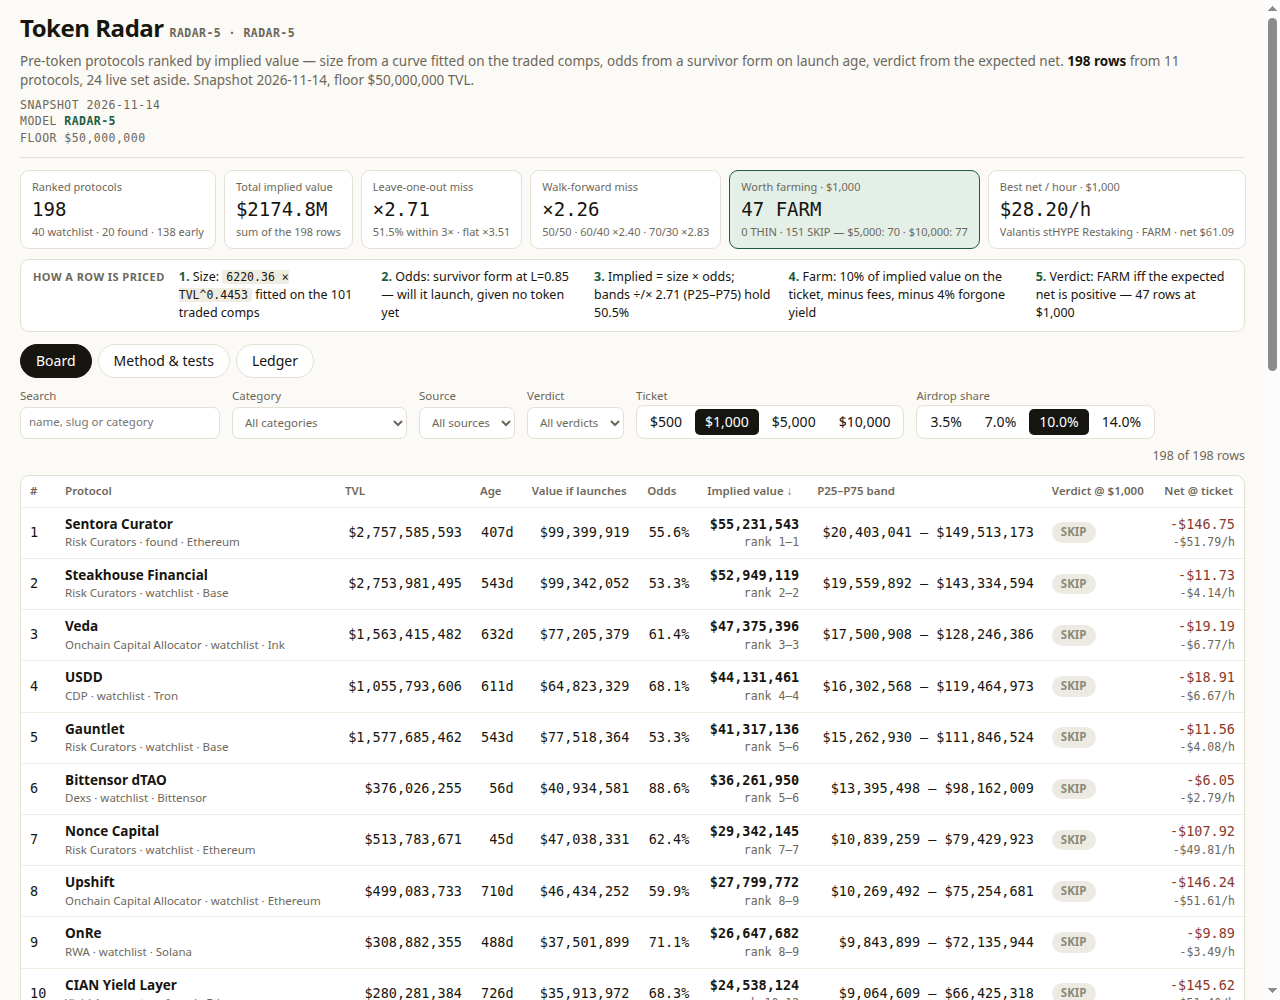 Token Radar RADAR-5 · RADAR-5
Pre-token protocols ranked by implied value — size from a curve fitted on the traded comps, odds from a survivor form on launch age, verdict from the expected net. 198 rows from 11
protocols, 24 live set aside. Snapshot 2026-11-14, floor $50,000,000 TVL.
SNAPSHOT 2026-11-14
MODEL RADAR-5
FLOOR $50,000,000
Ranked protocols
198
40 watchlist · 20 found · 138 early
Total implied value
$2174.8M
sum of the 198 rows
Leave-one-out miss
×2.71
51.5% within 3× · flat ×3.51
Walk-forward miss
×2.26
50/50 · 60/40 ×2.40 · 70/30 ×2.83
Worth farming · $1,000
47 FARM
0 THIN · 151 SKIP — $5,000: 70 · $10,000: 77
Best net / hour · $1,000
$28.20/h
Valantis stHYPE Restaking · FARM · net $61.09
HOW A ROW IS PRICED
1. Size: 6220.36 ×
TVL^0.4453 fitted on the 101
traded comps
2. Odds: survivor form at L=0.85
— will it launch, given no token
yet
3. Implied = size × odds;
bands ÷/× 2.71 (P25–P75) hold
50.5%
4. Farm: 10% of implied value on the
ticket, minus fees, minus 4% forgone
yield
5. Verdict: FARM iff the expected
net is positive — 47 rows at
$1,000
Board Method & tests Ledger
Search Category Source Verdict Ticket Airdrop share
name, slug or category All categories All sources All verdicts $500 $1,000 $5,000 $10,000 3.5% 7.0% 10.0% 14.0%
198 of 198 rows
# Protocol TVL Age Value if launches Odds Implied value ↓ P25–P75 band Verdict @ $1,000 Net @ ticket
1 Sentora Curator $2,757,585,593 407d $99,399,919 55.6% $55,231,543 $20,403,041 — $149,513,173 SKIP -$146.75
Risk Curators · found · Ethereum rank 1–1 -$51.79/h
2 Steakhouse Financial $2,753,981,495 543d $99,342,052 53.3% $52,949,119 $19,559,892 — $143,334,594 SKIP -$11.73
Risk Curators · watchlist · Base rank 2–2 -$4.14/h
3 Veda $1,563,415,482 632d $77,205,379 61.4% $47,375,396 $17,500,908 — $128,246,386 SKIP -$19.19
Onchain Capital Allocator · watchlist · Ink rank 3–3 -$6.77/h
4 USDD $1,055,793,606 611d $64,823,329 68.1% $44,131,461 $16,302,568 — $119,464,973 SKIP -$18.91
CDP · watchlist · Tron rank 4–4 -$6.67/h
5 Gauntlet $1,577,685,462 543d $77,518,364 53.3% $41,317,136 $15,262,930 — $111,846,524 SKIP -$11.56
Risk Curators · watchlist · Base rank 5–6 -$4.08/h
6 Bittensor dTAO $376,026,255 56d $40,934,581 88.6% $36,261,950 $13,395,498 — $98,162,009 SKIP -$6.05
Dexs · watchlist · Bittensor rank 5–6 -$2.79/h
7 Nonce Capital $513,783,671 45d $47,038,331 62.4% $29,342,145 $10,839,259 — $79,429,923 SKIP -$107.92
Risk Curators · watchlist · Ethereum rank 7–7 -$49.81/h
8 Upshift $499,083,733 710d $46,434,252 59.9% $27,799,772 $10,269,492 — $75,254,681 SKIP -$146.24
Onchain Capital Allocator · watchlist · Ethereum rank 8–9 -$51.61/h
9 OnRe $308,882,355 488d $37,501,899 71.1% $26,647,682 $9,843,899 — $72,135,944 SKIP -$9.89
RWA · watchlist · Solana rank 8–9 -$3.49/h
10 CIAN Yield Layer $280,281,384 726d $35,913,972 68.3% $24,538,124 $9,064,609 — $66,425,318 SKIP -$145.62